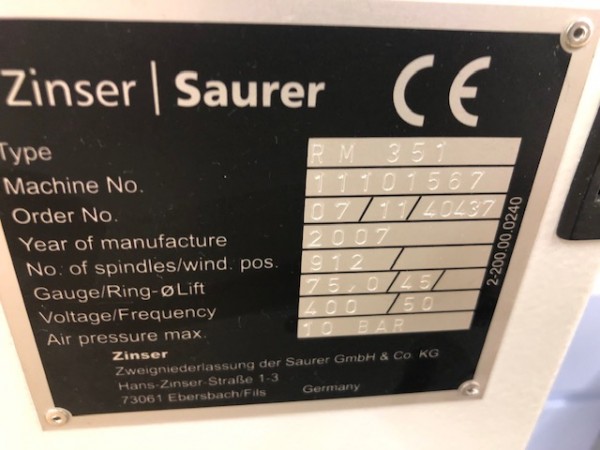 Zinser | Saurer CE
Type RM 351
Machine No. 11101567
Order No. 07/11/40437
Year of manufacture 2007
No. of spindles/wind. pos. 912 /
Gauge/Ring-øLift 75,0/45/
Voltage/Frequency 400 /50
Air pressure max. 10 BAR
2-200.00.0240
Zinser
Zweigniederlassung der Saurer GmbH & Co. KG
Hans-Zinser-Straße 1-3
73061 Ebersbach/Fils Germany